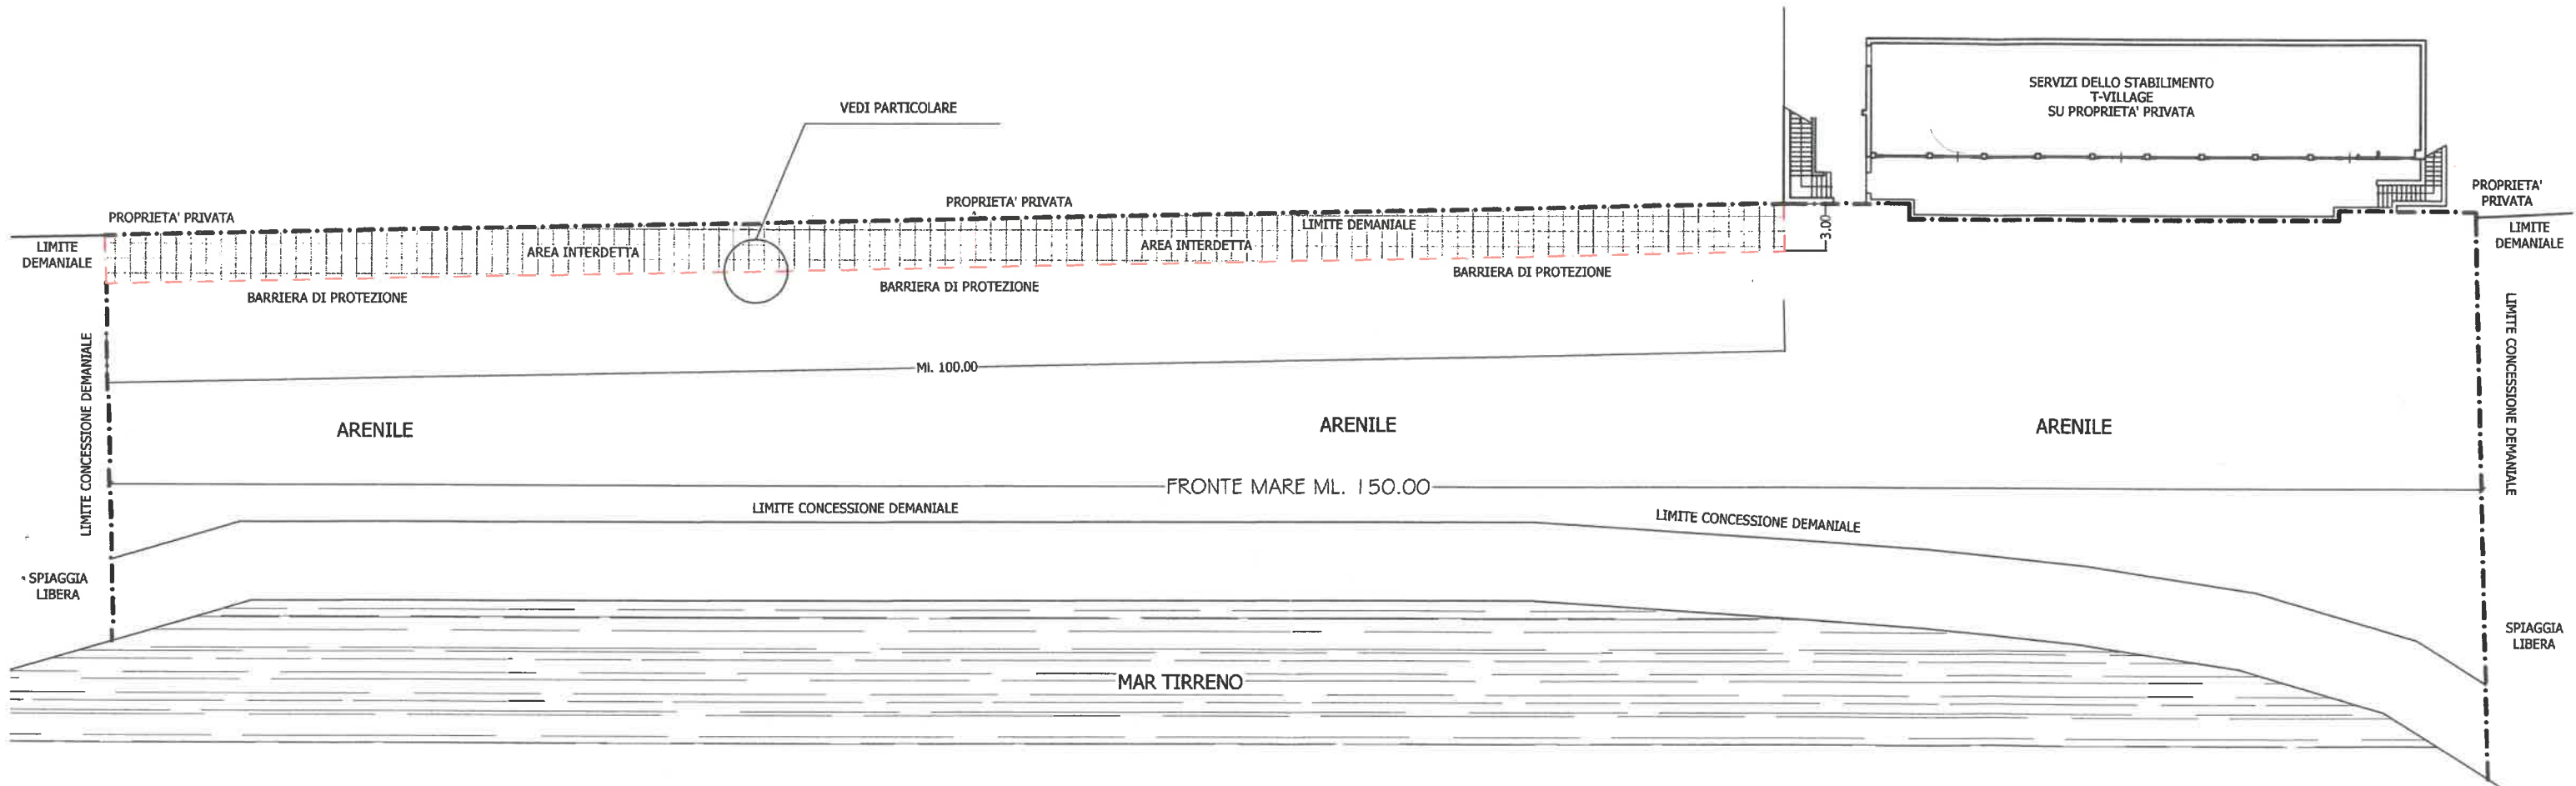 SERVIZI DELLO STABILIMENTO
T-VILLAGE
SU PROPRIETA' PRIVATA
VEDI PARTICOLARE
PROPRIETA' PRIVATA
PROPRIETA' PRIVATA
PROPRIETA'
PRIVATA
LIMITE
DEMANIALE
AREA INTERDETTA
AREA INTERDETTA
LIMITE DEMANIALE
3.00
LIMITE
DEMANIALE
BARRIERA DI PROTEZIONE
BARRIERA DI PROTEZIONE
BARRIERA DI PROTEZIONE
LIMITE CONCESSIONE DEMANIALE
Ml. 100.00
LIMITE CONCESSIONE DEMANIALE
ARENILE
ARENILE
ARENILE
FRONTE MARE ML. 150.00
LIMITE CONCESSIONE DEMANIALE
LIMITE CONCESSIONE DEMANIALE
SPIAGGIA
LIBERA
SPIAGGIA
LIBERA
MAR TIRRENO